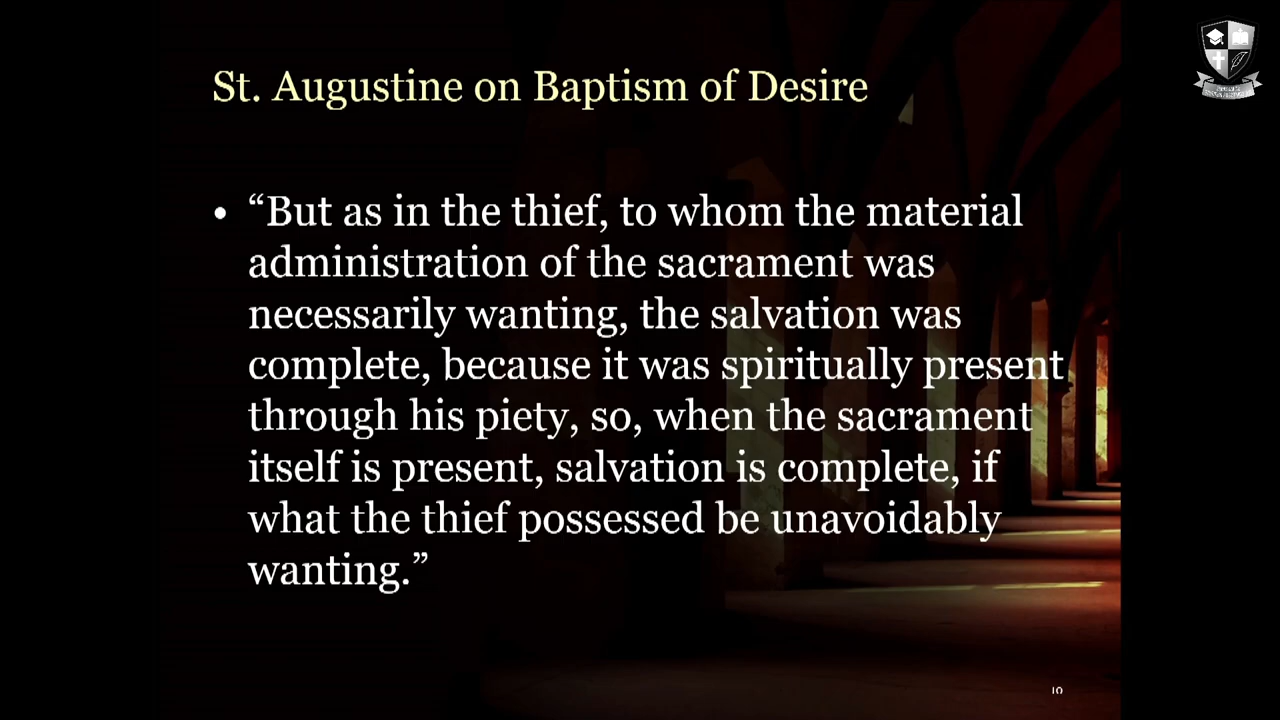 St. Augustine on Baptism of Desire
• “But as in the thief, to whom the material
administration of the sacrament was
necessarily wanting, the salvation was
complete, because it was spiritually present
through his piety, so, when the sacrament
itself is present, salvation is complete, if
what the thief possessed be unavoidably
wanting.”